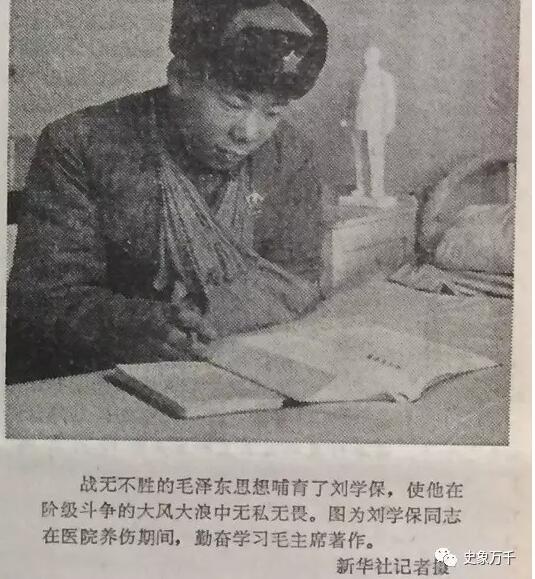 战无不胜的毛泽东思想哺育了刘学保，使他在
阶级斗争的大风大浪中无私无畏。图为刘学保同志
在医院养伤期间，勤奋学习毛主席著作。
新华社记者摄
史象万千